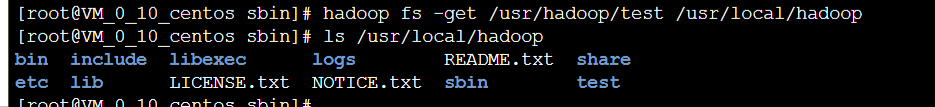 [root@VM_0_10_centos sbin]# hadoop fs -get /usr/hadoop/test /usr/local/hadoop
[root@VM_0_10_centos sbin]# ls /usr/local/hadoop
bin include libexec logs README.txt share
etc lib LICENSE.txt NOTICE.txt sbin test
[root@VM_0_10_centos sbin]#